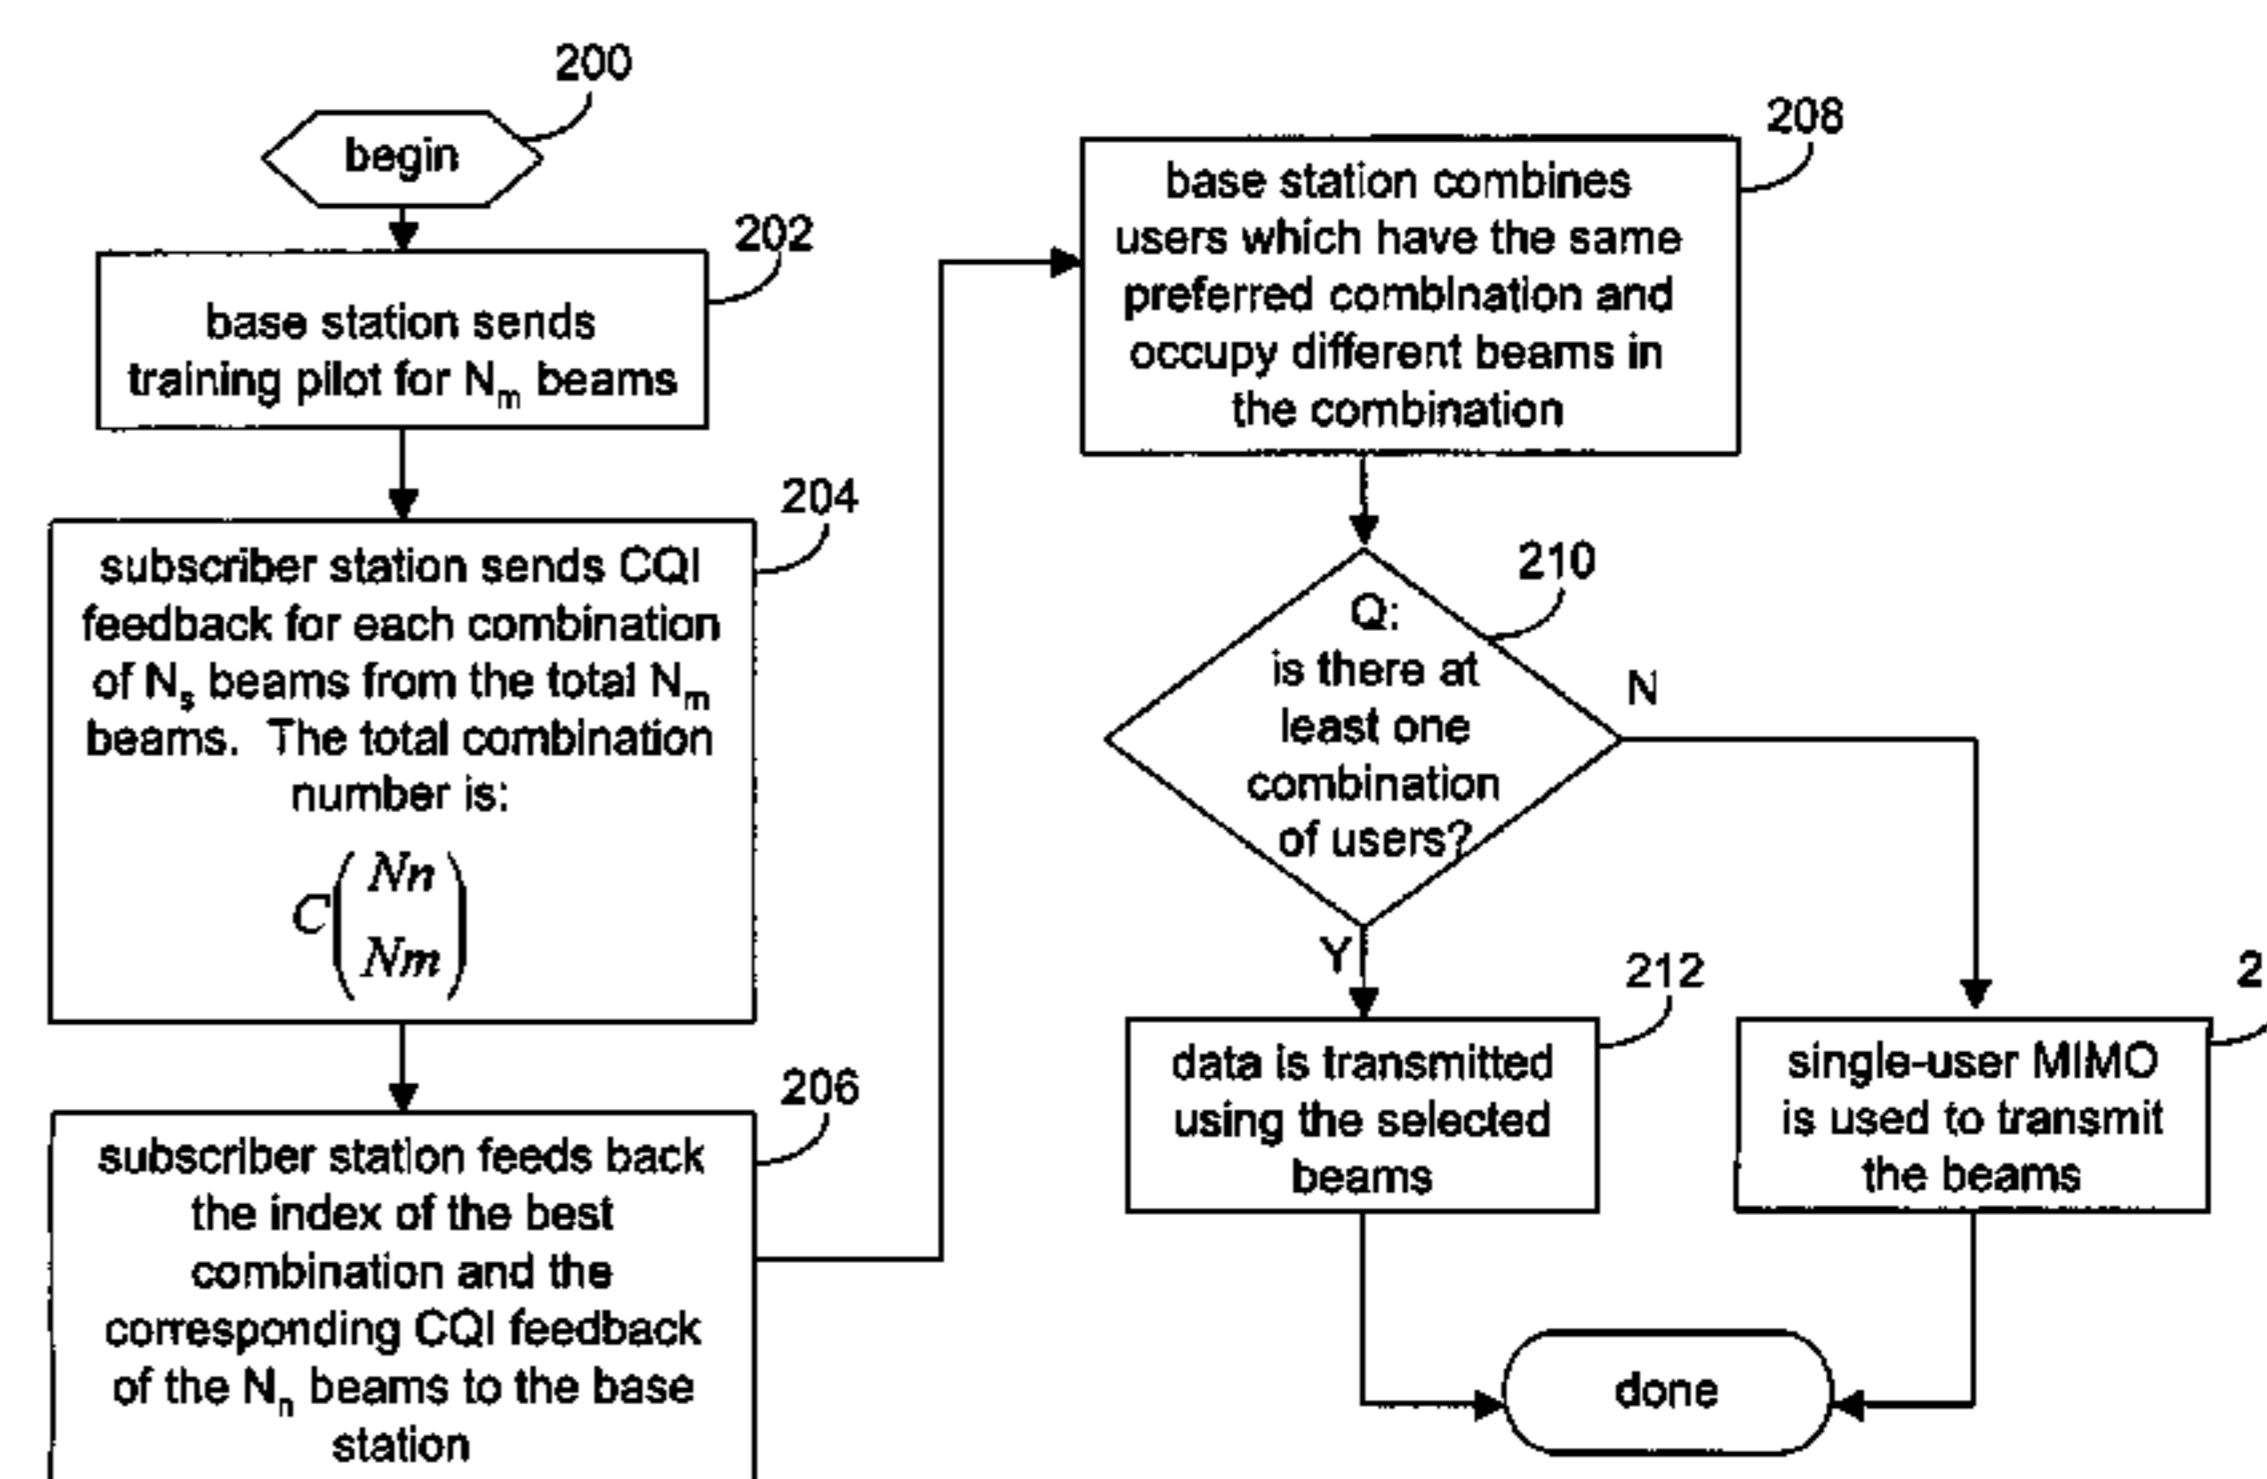 200
begin
202
base station sends
training pilot for Nm beams
204
subscriber station sends CQI
feedback for each combination
of Ns beams from the total Nm
beams. The total combination
number is:
C(Nn
Nm)
206
subscriber station feeds back
the index of the best
combination and the
corresponding CQI feedback
of the Nn beams to the base
station
208
base station combines
users which have the same
preferred combination and
occupy different beams in
the combination
210
Q:
is there at
least one
combination
of users?
N
Y
212
data is transmitted
using the selected
beams
2
single-user MIMO
is used to transmit
the beams
done